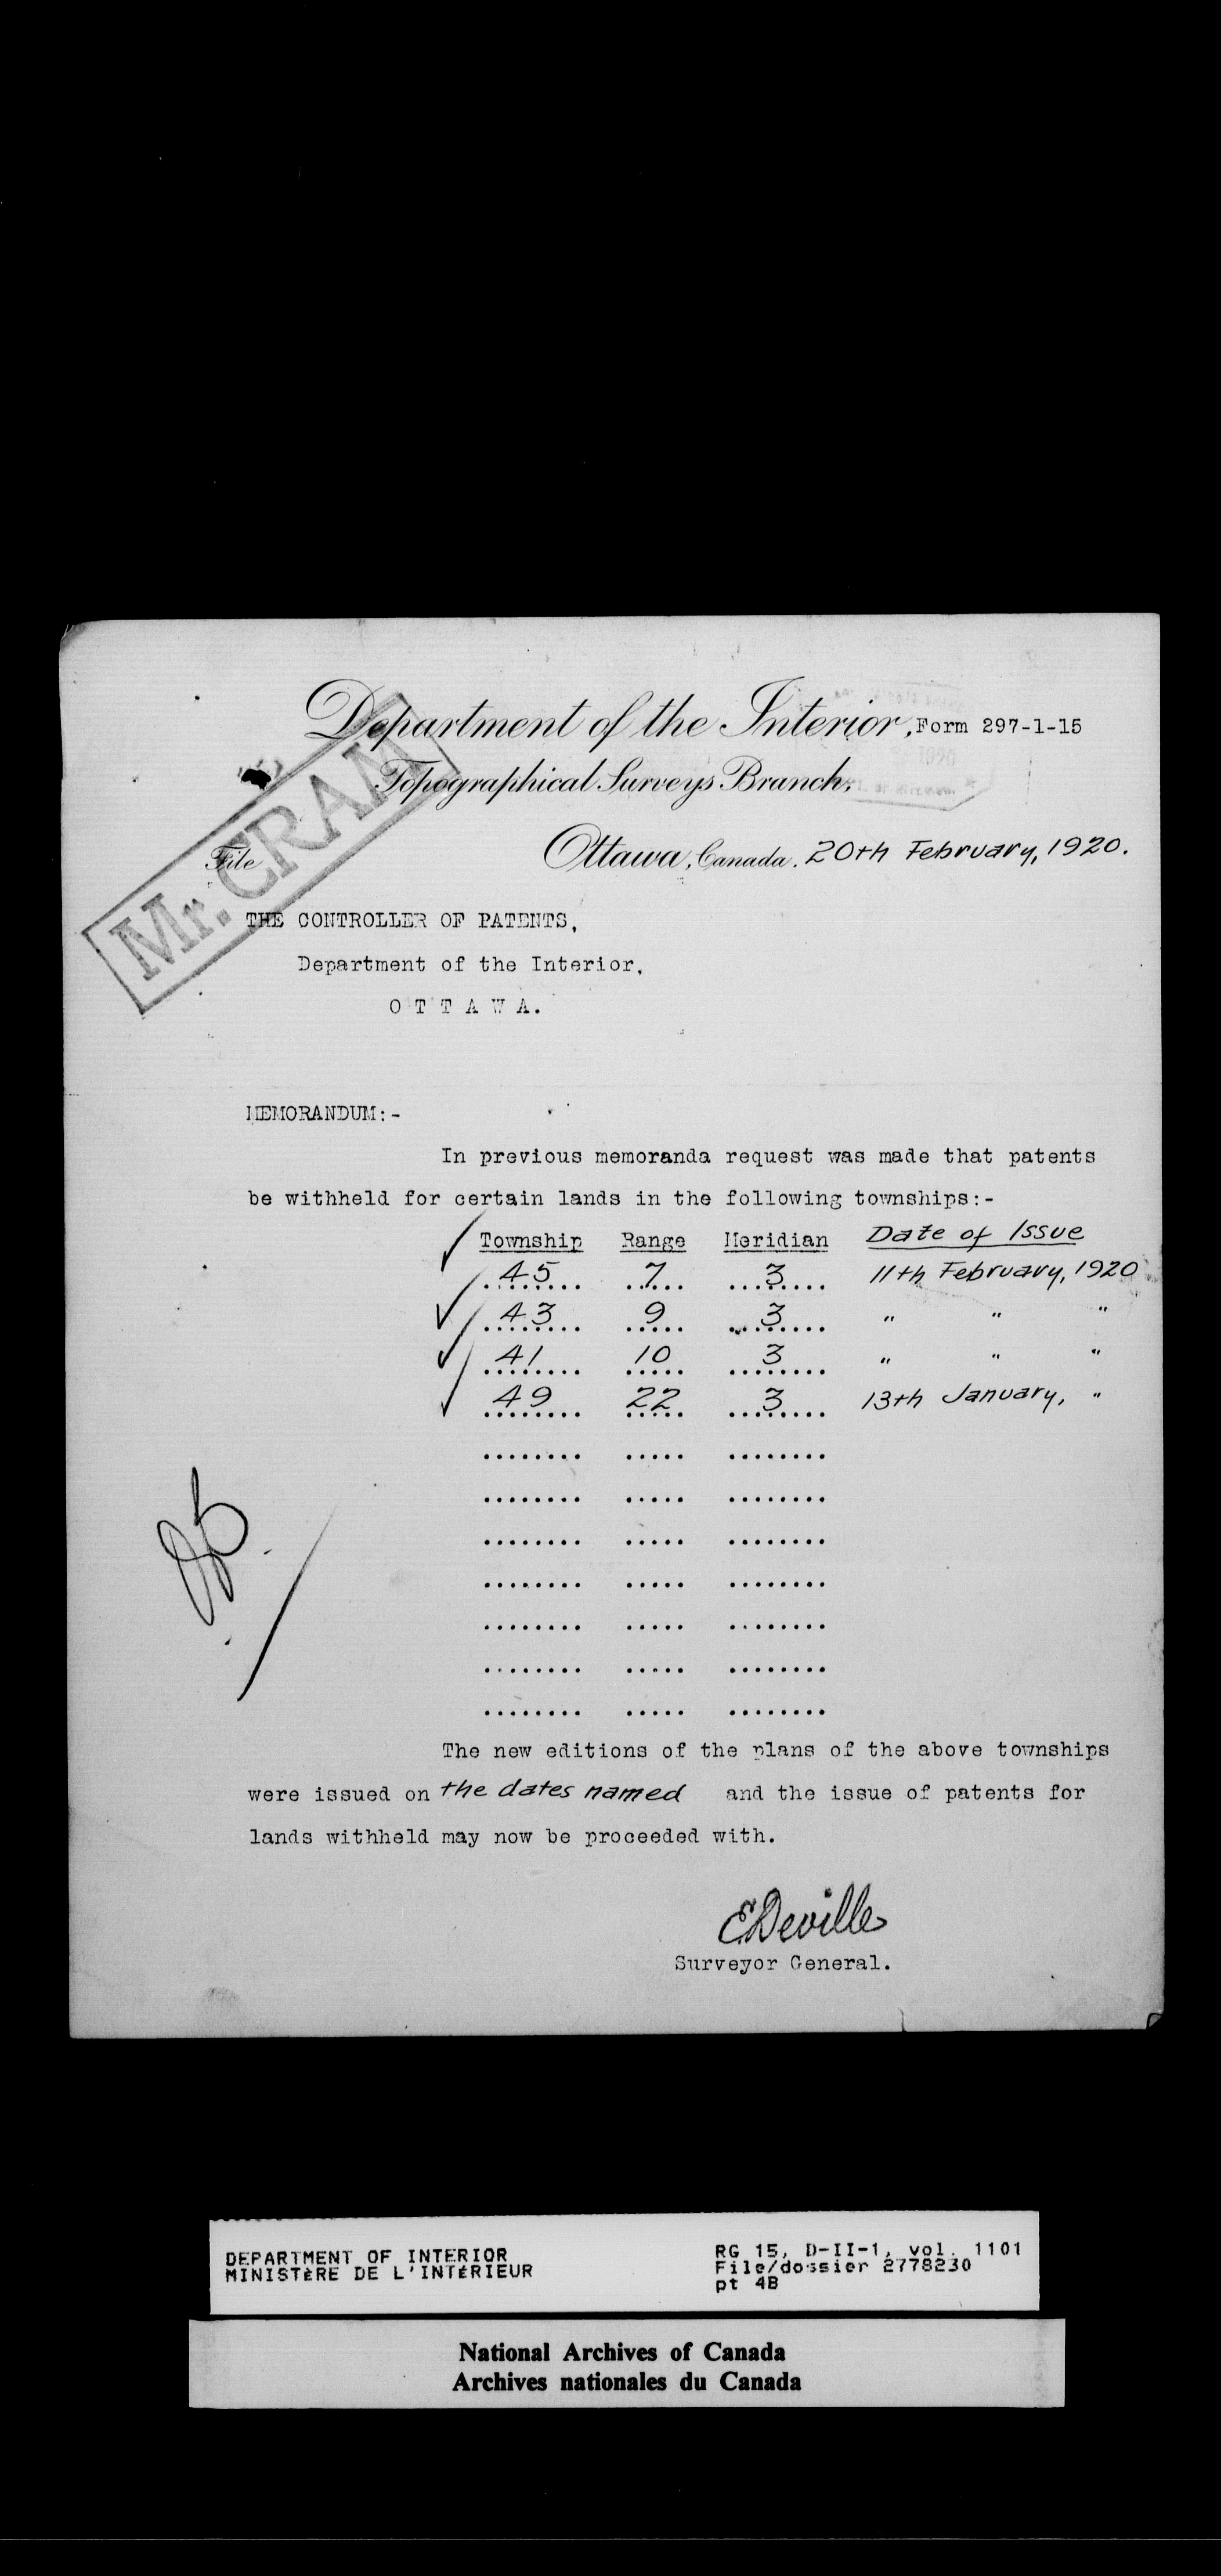 Department of the Interior, Form 297-1-15
Topographical Surveys Branch,
1920
Mr. CRAM
File
Ottawa, Canada. 20th February, 1920.
THE CONTROLLER OF PATENTS,
Department of the Interior,
O T T A W A.
MEMORANDUM:-
In previous memoranda request was made that patents
be withheld for certain lands in the following townships:-
Township Range Meridian Date of Issue
45 7 3 11th February, 1920
43 9 3 " " "
41 10 3 " " "
49 22 3 13th January, "
The new editions of the plans of the above townships
were issued on the dates named and the issue of patents for
lands withheld may now be proceeded with.
E Deville
Surveyor General.
DEPARTMENT OF INTERIOR
MINISTÈRE DE L'INTÉRIEUR
RG 15, D-II-1, vol. 1101
File/dossier 2778230
pt 4B
National Archives of Canada
Archives nationales du Canada